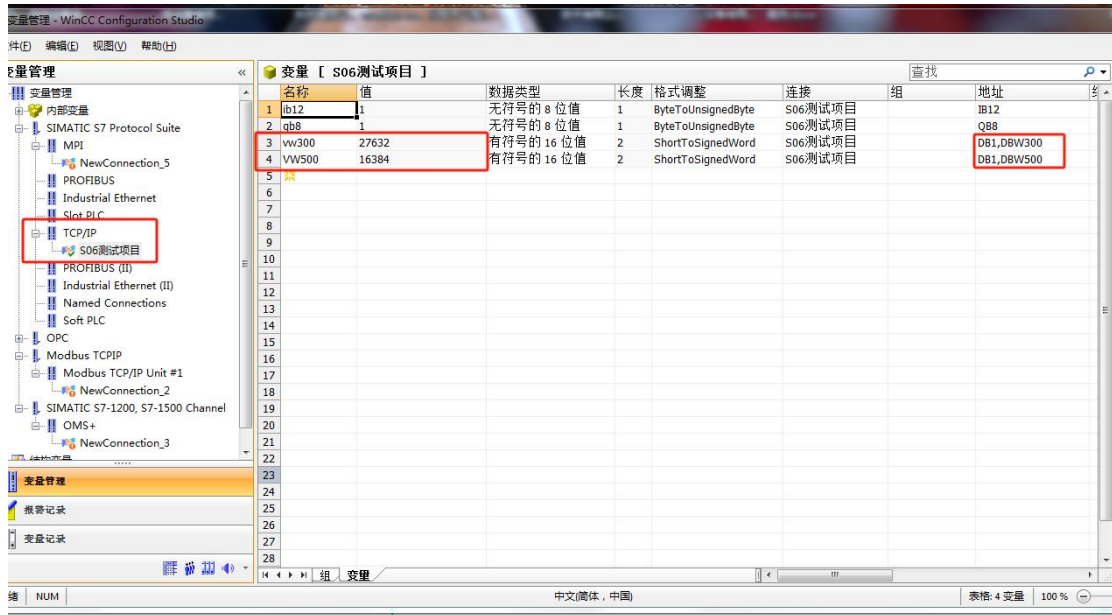 变量管理 - WinCC Configuration Studio
件(F) 编辑(E) 视图(V) 帮助(H)
变量管理 «
变量管理
内部变量
SIMATIC S7 Protocol Suite
MPI
NewConnection_5
PROFIBUS
Industrial Ethernet
Slot PLC
TCP/IP
S06测试项目
PROFIBUS (II)
Industrial Ethernet (II)
Named Connections
Soft PLC
OPC
Modbus TCPIP
Modbus TCP/IP Unit #1
NewConnection_2
SIMATIC S7-1200, S7-1500 Channel
OMS+
NewConnection_3
结构变量
变量管理
报警记录
变量记录
变量 [ S06测试项目 ] 查找
名称 值 数据类型 长度 格式调整 连接 组 地址
1 ib12 1 无符号的 8 位值 1 ByteToUnsignedByte S06测试项目 IB12
2 qb8 1 无符号的 8 位值 1 ByteToUnsignedByte S06测试项目 QB8
3 vw300 27632 有符号的 16 位值 2 ShortToSignedWord S06测试项目 DB1,DBW300
4 VW500 16384 有符号的 16 位值 2 ShortToSignedWord S06测试项目 DB1,DBW500
5
6
7
8
9
10
11
12
13
14
15
16
17
18
19
20
21
22
23
24
25
26
27
28
组 变量
绪 NUM 中文(简体，中国) 表格: 4 变量 100 %